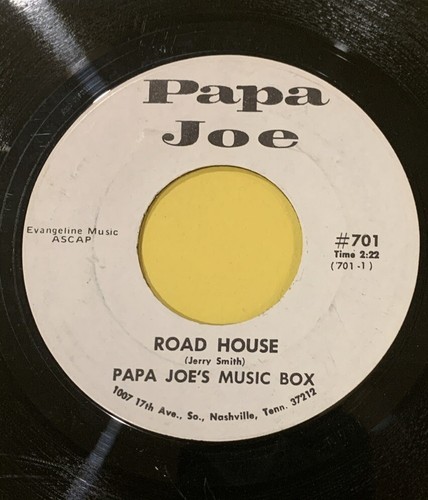 Papa
Joe
Evangeline Music
ASCAP
#701
Time 2:22
(701-1)
ROAD HOUSE
(Jerry Smith)
PAPA JOE'S MUSIC BOX
1007 17th Ave., So., Nashville, Tenn. 37212